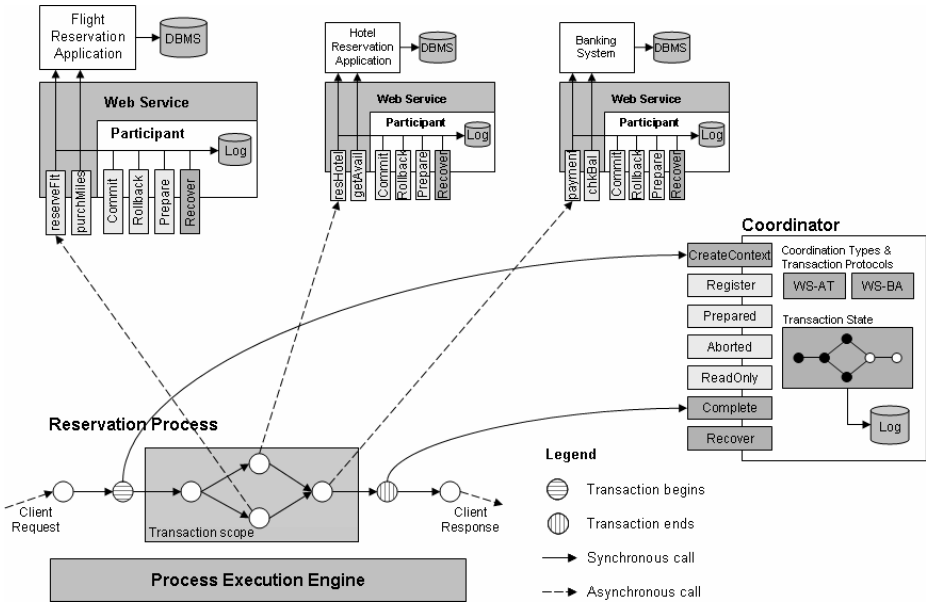 Flight
Reservation
Application
DBMS
Web Service
Participant
Log
reserveFlt
purchMiles
Commit
Rollback
Prepare
Recover
Hotel
Reservation
Application
DBMS
Web Service
Participant
Log
resHotel
getAvail
Commit
Rollback
Prepare
Recover
Banking
System
DBMS
Web Service
Participant
Log
payment
chkBal
Commit
Rollback
Prepare
Recover
Coordinator
CreateContext
Register
Prepared
Aborted
ReadOnly
Complete
Recover
Coordination Types &
Transaction Protocols
WS-AT
WS-BA
Transaction State
Log
Reservation Process
Client
Request
Transaction scope
Client
Response
Process Execution Engine
Legend
Transaction begins
Transaction ends
Synchronous call
Asynchronous call